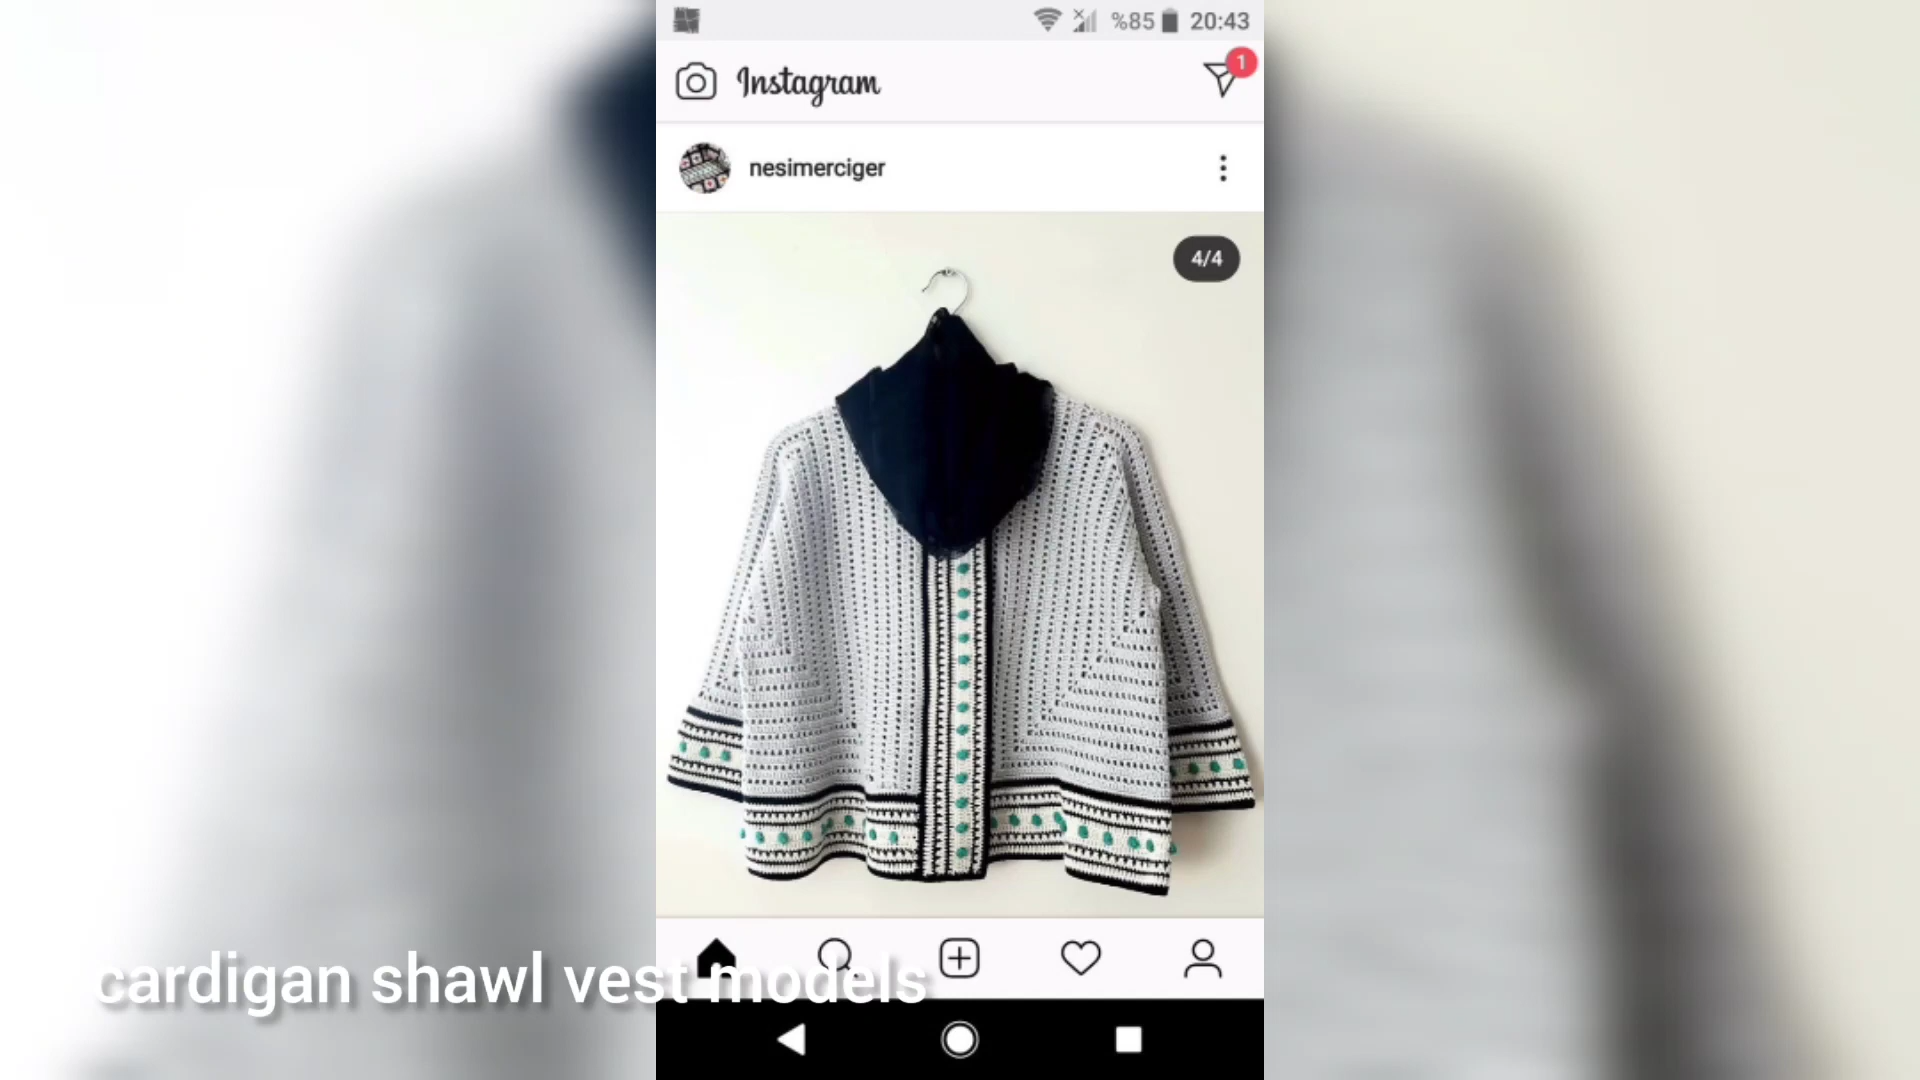 %85 20:43
Instagram
1
nesimerciger
4/4
cardigan shawl vest models